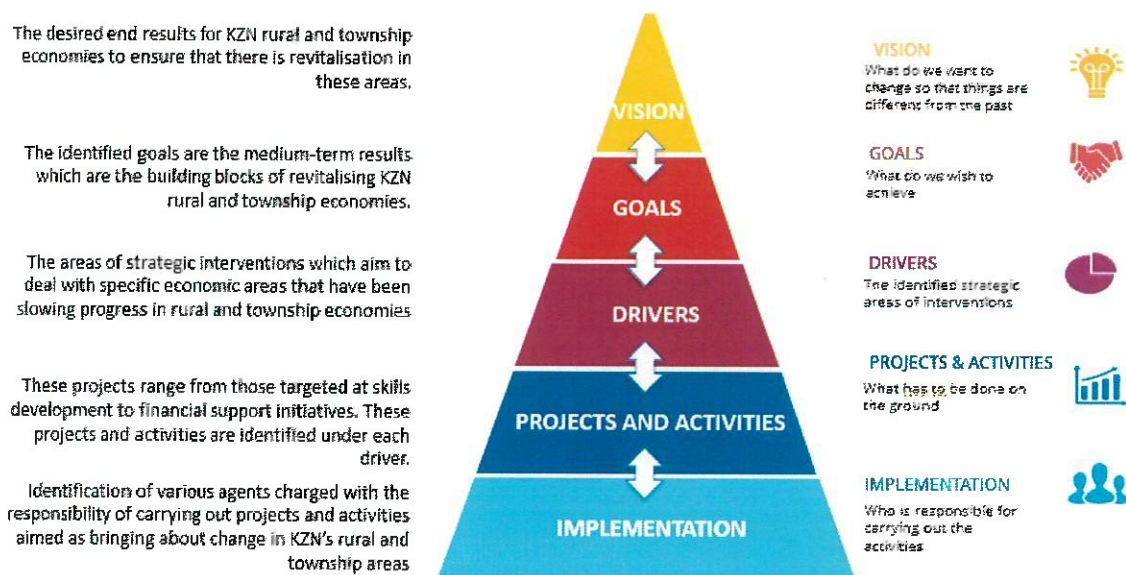 The desired end results for KZN rural and township
economies to ensure that there is revitalisation in
these areas.
The identified goals are the medium-term results
which are the building blocks of revitalising KZN
rural and township economies.
The areas of strategic interventions which aim to
deal with specific economic areas that have been
slowing progress in rural and township economies
These projects range from those targeted at skills
development to financial support initiatives. These
projects and activities are identified under each
driver.
Identification of various agents charged with the
responsibility of carrying out projects and activities
aimed as bringing about change in KZN's rural and
township areas
VISION
GOALS
DRIVERS
PROJECTS AND ACTIVITIES
IMPLEMENTATION
VISION
What do we want to
change so that things are
different from the past
GOALS
What do we wish to
achieve
DRIVERS
The identified strategic
areas of interventions
PROJECTS & ACTIVITIES
What has to be done on
the ground
IMPLEMENTATION
Who is responsible for
carrying out the
activities